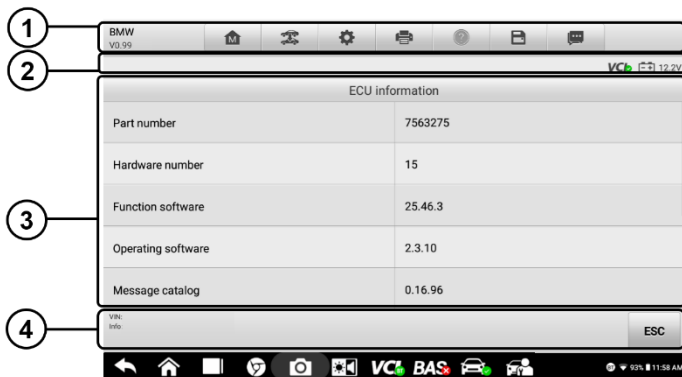 1
BMW
V0.99
M
?
2
VCI 12.2V
ECU information
3
Part number 7563275
Hardware number 15
Function software 25.46.3
Operating software 2.3.10
Message catalog 0.16.96
4
VIN:
Info
ESC
VCI BAS 93% 11:58 AM